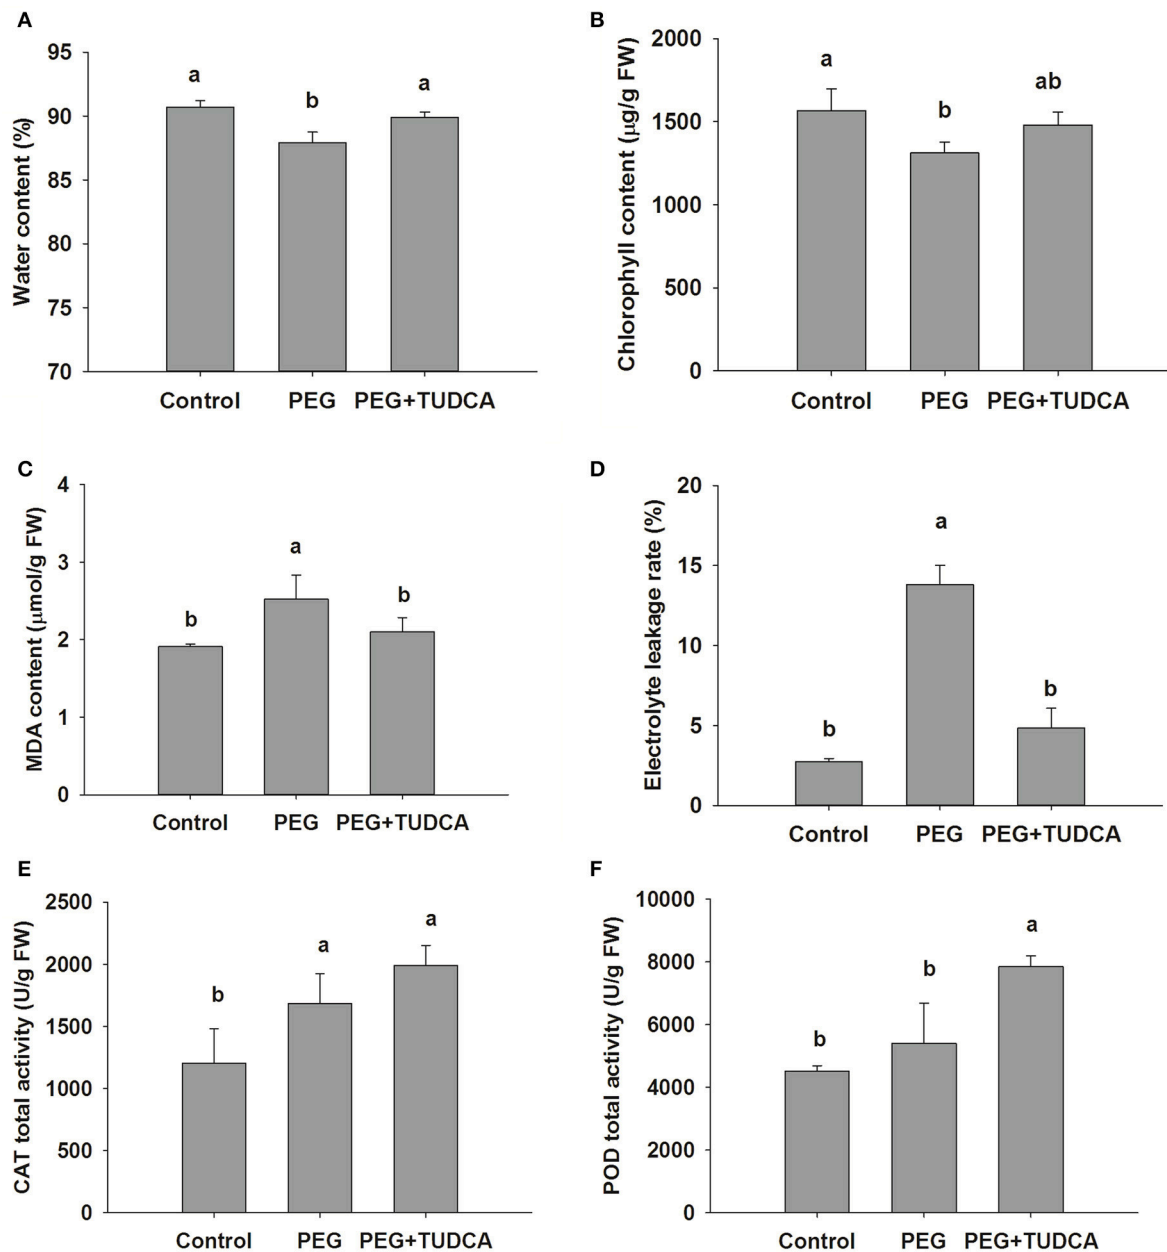 A
Water content (%)
95
90
85
80
75
70
a
b
a
Control PEG PEG+TUDCA
B
Chlorophyll content (μg/g FW)
2000
1500
1000
500
0
a
b
ab
Control PEG PEG+TUDCA
C
MDA content (μmol/g FW)
4
3
2
1
0
b
a
b
Control PEG PEG+TUDCA
D
Electrolyte leakage rate (%)
20
15
10
5
0
b
a
b
Control PEG PEG+TUDCA
E
CAT total activity (U/g FW)
2500
2000
1500
1000
500
0
b
a
a
Control PEG PEG+TUDCA
F
POD total activity (U/g FW)
10000
8000
6000
4000
2000
0
b
b
a
Control PEG PEG+TUDCA